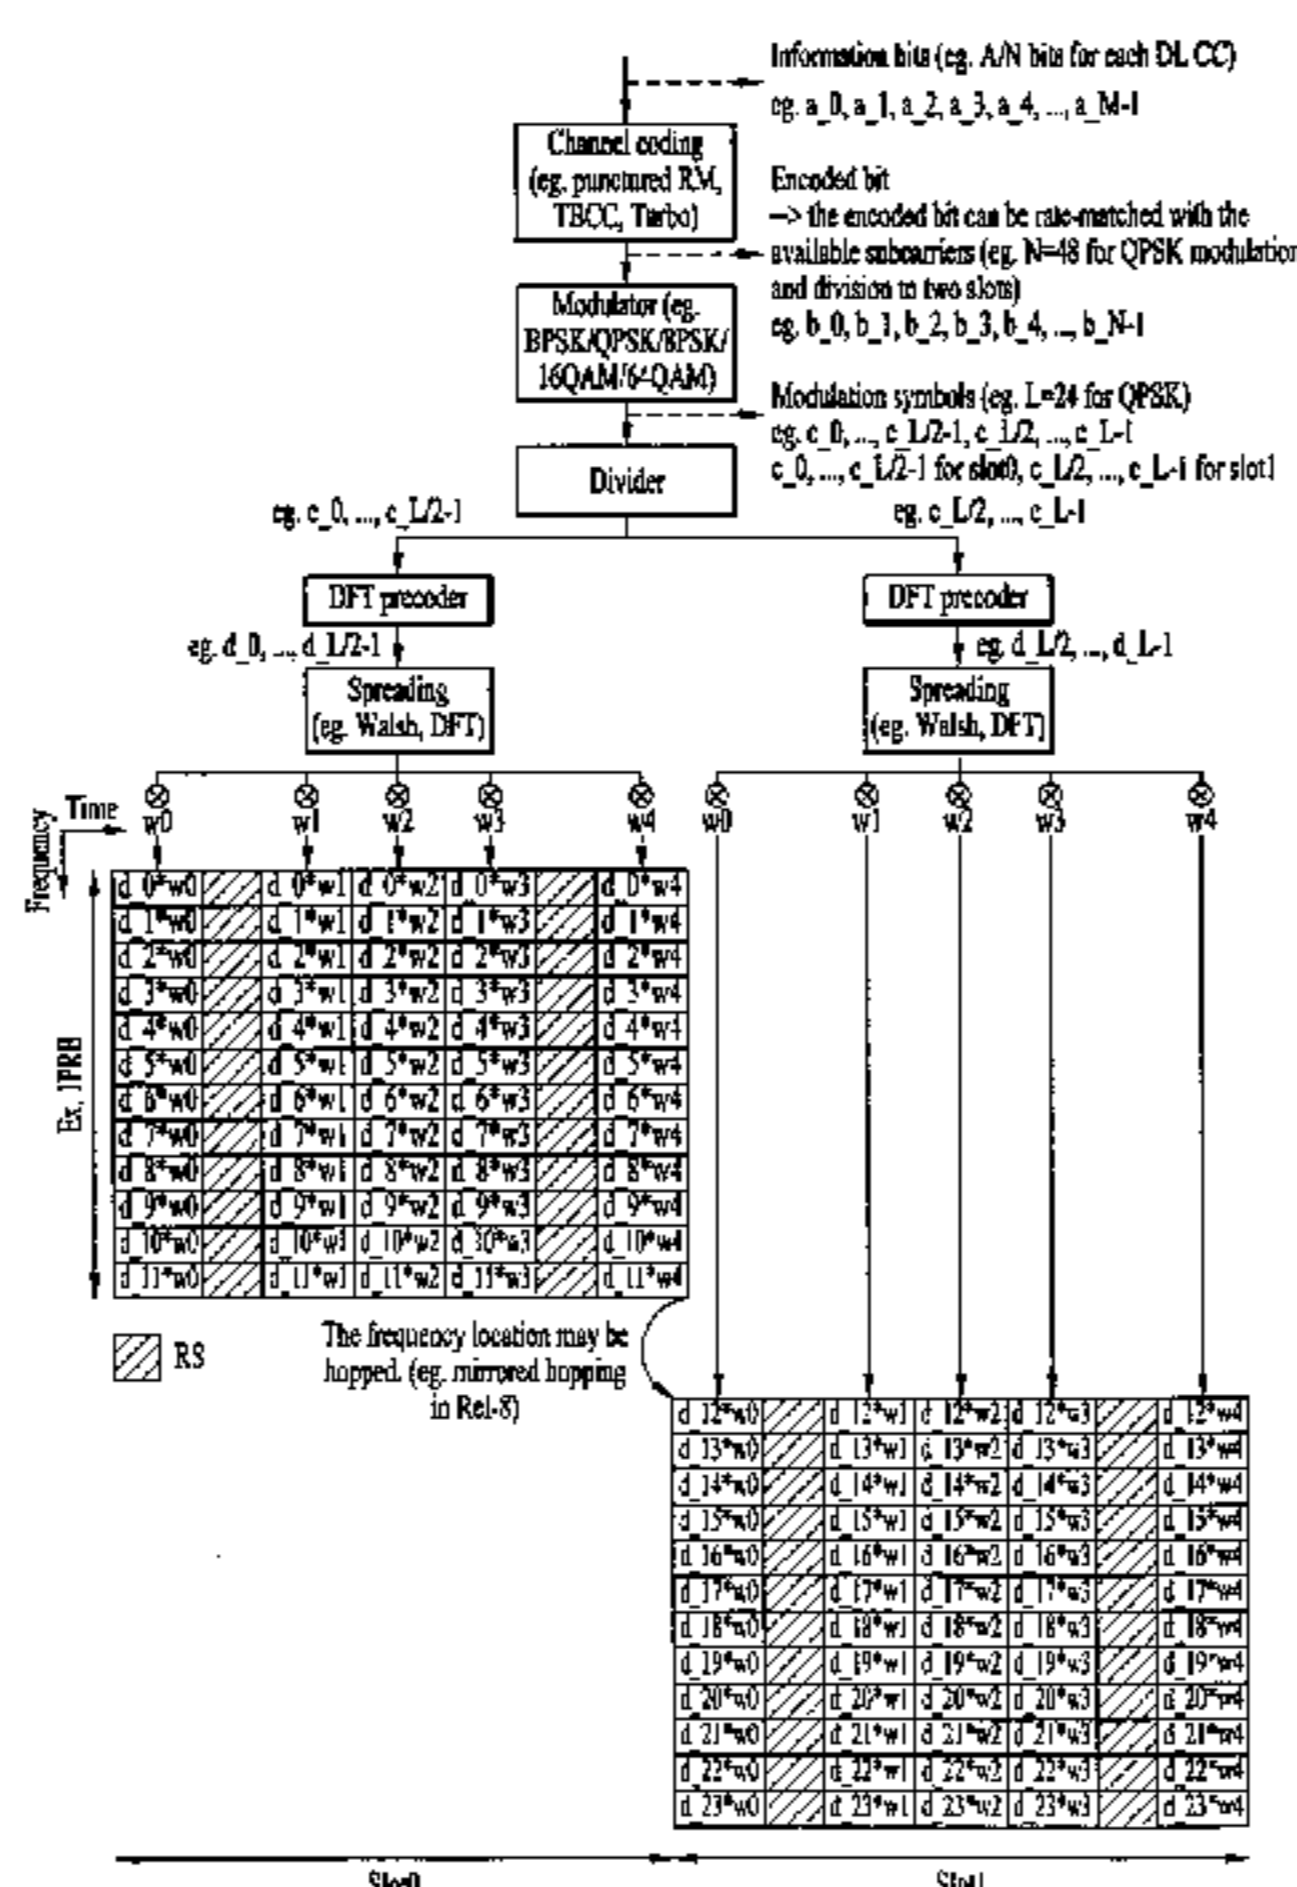 Information bits (eg. A/N bits for each DL CC)
eg. a_0, a_1, a_2, a_3, a_4, ..., a_M-1
Channel coding
(eg. punctured RM,
TBCC, Turbo)
Encoded bit
--> the encoded bit can be rate-matched with the
available subcarriers (eg. N=48 for QPSK modulation
and division to two slots)
eg. b_0, b_1, b_2, b_3, b_4, ..., b_N-1
Modulator (eg.
BPSK/QPSK/8PSK/
16QAM/64QAM)
Modulation symbols (eg. L=24 for QPSK)
eg. c_0, ..., c_L/2-1, c_L/2, ..., c_L-1
c_0, ..., c_L/2-1 for slot0, c_L/2, ..., c_L-1 for slot1
Divider
eg. c_0, ..., c_L/2-1
eg. c_L/2, ..., c_L-1
DFT precoder
DFT precoder
eg. d_0, ..., d_L/2-1
eg. d_L/2, ..., d_L-1
Spreading
(eg. Walsh, DFT)
Spreading
(eg. Walsh, DFT)
Time
Frequency
w0 w1 w2 w3 w4
w0 w1 w2 w3 w4
Ex, 1PRB
d_0*w0 d_0*w1 d_0*w2 d_0*w3 d_0*w4
d_1*w0 d_1*w1 d_1*w2 d_1*w3 d_1*w4
d_2*w0 d_2*w1 d_2*w2 d_2*w3 d_2*w4
d_3*w0 d_3*w1 d_3*w2 d_3*w3 d_3*w4
d_4*w0 d_4*w1 d_4*w2 d_4*w3 d_4*w4
d_5*w0 d_5*w1 d_5*w2 d_5*w3 d_5*w4
d_6*w0 d_6*w1 d_6*w2 d_6*w3 d_6*w4
d_7*w0 d_7*w1 d_7*w2 d_7*w3 d_7*w4
d_8*w0 d_8*w1 d_8*w2 d_8*w3 d_8*w4
d_9*w0 d_9*w1 d_9*w2 d_9*w3 d_9*w4
d_10*w0 d_10*w1 d_10*w2 d_10*w3 d_10*w4
d_11*w0 d_11*w1 d_11*w2 d_11*w3 d_11*w4
RS
The frequency location may be
hopped. (eg. mirrored hopping
in Rel-8)
d_12*w0 d_12*w1 d_12*w2 d_12*w3 d_12*w4
d_13*w0 d_13*w1 d_13*w2 d_13*w3 d_13*w4
d_14*w0 d_14*w1 d_14*w2 d_14*w3 d_14*w4
d_15*w0 d_15*w1 d_15*w2 d_15*w3 d_15*w4
d_16*w0 d_16*w1 d_16*w2 d_16*w3 d_16*w4
d_17*w0 d_17*w1 d_17*w2 d_17*w3 d_17*w4
d_18*w0 d_18*w1 d_18*w2 d_18*w3 d_18*w4
d_19*w0 d_19*w1 d_19*w2 d_19*w3 d_19*w4
d_20*w0 d_20*w1 d_20*w2 d_20*w3 d_20*w4
d_21*w0 d_21*w1 d_21*w2 d_21*w3 d_21*w4
d_22*w0 d_22*w1 d_22*w2 d_22*w3 d_22*w4
d_23*w0 d_23*w1 d_23*w2 d_23*w3 d_23*w4
Slot0
Slot1